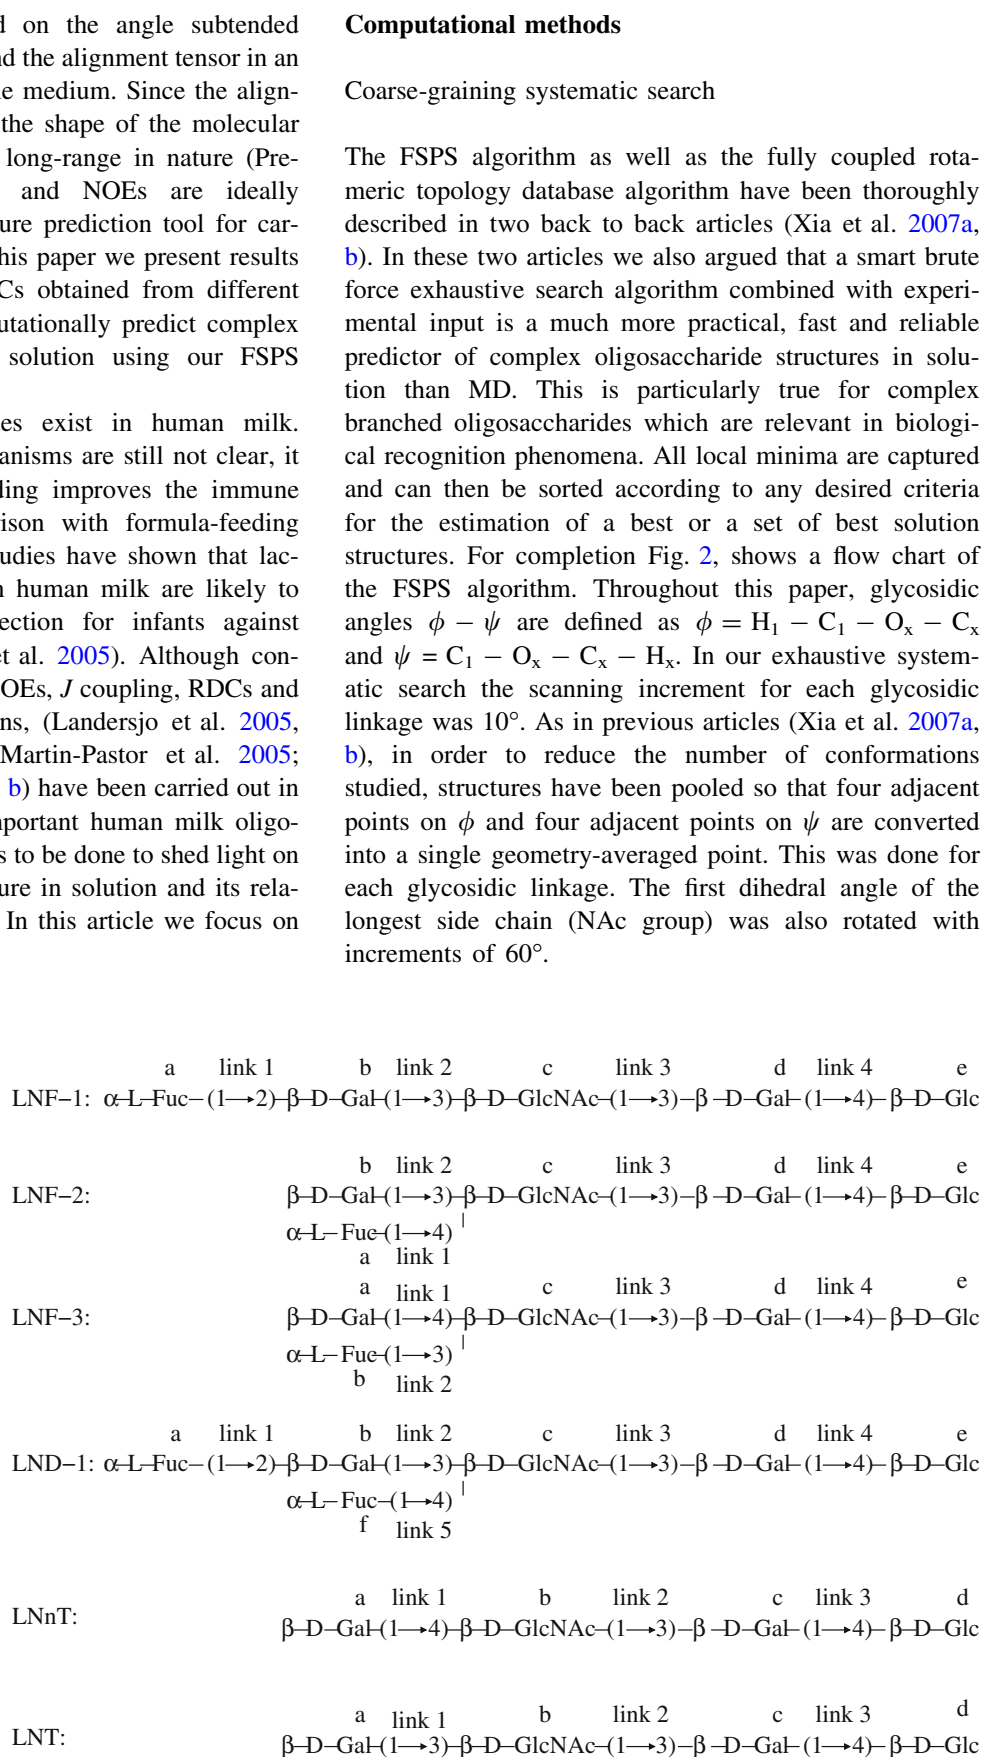 d on the angle subtended
nd the alignment tensor in an
e medium. Since the align-
the shape of the molecular
long-range in nature (Pre-
and NOEs are ideally
ure prediction tool for car-
his paper we present results
Cs obtained from different
putationally predict complex
solution using our FSPS
es exist in human milk.
anisms are still not clear, it
ding improves the immune
rison with formula-feeding
tudies have shown that lac-
n human milk are likely to
ection for infants against
et al. 2005). Although con-
OEs, J coupling, RDCs and
ns, (Landersjo et al. 2005,
Martin-Pastor et al. 2005;
b) have been carried out in
mportant human milk oligo-
s to be done to shed light on
ure in solution and its rela-
In this article we focus on
Computational methods
Coarse-graining systematic search
The FSPS algorithm as well as the fully coupled rota-
meric topology database algorithm have been thoroughly
described in two back to back articles (Xia et al. 2007a,
b). In these two articles we also argued that a smart brute
force exhaustive search algorithm combined with experi-
mental input is a much more practical, fast and reliable
predictor of complex oligosaccharide structures in solu-
tion than MD. This is particularly true for complex
branched oligosaccharides which are relevant in biologi-
cal recognition phenomena. All local minima are captured
and can then be sorted according to any desired criteria
for the estimation of a best or a set of best solution
structures. For completion Fig. 2, shows a flow chart of
the FSPS algorithm. Throughout this paper, glycosidic
angles ϕ − ψ are defined as ϕ = H₁ − C₁ − Oₓ − Cₓ
and ψ = C₁ − Oₓ − Cₓ − Hₓ. In our exhaustive system-
atic search the scanning increment for each glycosidic
linkage was 10°. As in previous articles (Xia et al. 2007a,
b), in order to reduce the number of conformations
studied, structures have been pooled so that four adjacent
points on ϕ and four adjacent points on ψ are converted
into a single geometry-averaged point. This was done for
each glycosidic linkage. The first dihedral angle of the
longest side chain (NAc group) was also rotated with
increments of 60°.
a link 1 b link 2 c link 3 d link 4 e
LNF−1: α−L−Fuc−(1→2)−β−D−Gal−(1→3)−β−D−GlcNAc−(1→3)−β−D−Gal−(1→4)−β−D−Glc
b link 2 c link 3 d link 4 e
LNF−2: β−D−Gal−(1→3)−β−D−GlcNAc−(1→3)−β−D−Gal−(1→4)−β−D−Glc
α−L−Fuc−(1→4)
a link 1
a link 1 c link 3 d link 4 e
LNF−3: β−D−Gal−(1→4)−β−D−GlcNAc−(1→3)−β−D−Gal−(1→4)−β−D−Glc
α−L−Fuc−(1→3)
b link 2
a link 1 b link 2 c link 3 d link 4 e
LND−1: α−L−Fuc−(1→2)−β−D−Gal−(1→3)−β−D−GlcNAc−(1→3)−β−D−Gal−(1→4)−β−D−Glc
α−L−Fuc−(1→4)
f link 5
a link 1 b link 2 c link 3 d
LNnT: β−D−Gal−(1→4)−β−D−GlcNAc−(1→3)−β−D−Gal−(1→4)−β−D−Glc
a link 1 b link 2 c link 3 d
LNT: β−D−Gal−(1→3)−β−D−GlcNAc−(1→3)−β−D−Gal−(1→4)−β−D−Glc